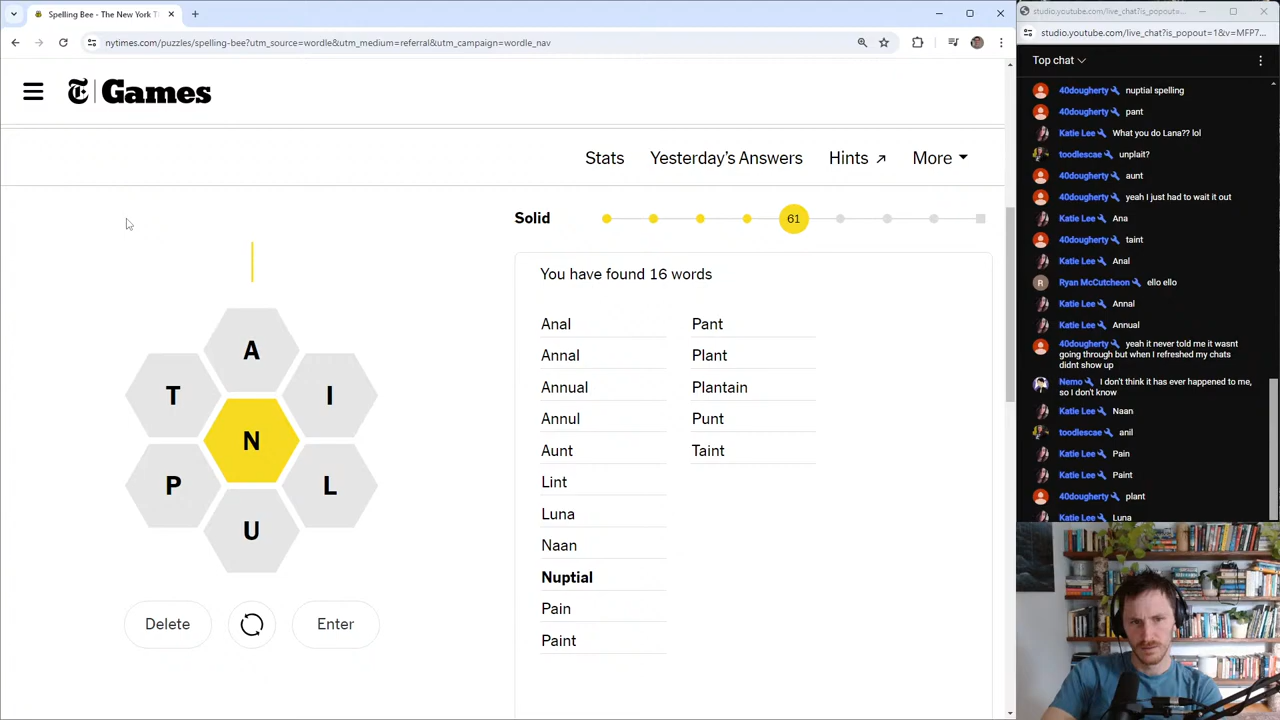 Spelling Bee - The New York T
nytimes.com/puzzles/spelling-bee?utm_source=wordle&utm_medium=referral&utm_campaign=wordle_nav
T Games
Stats
Yesterday's Answers
Hints
More
Solid
61
You have found 16 words
Anal
Annal
Annual
Annul
Aunt
Lint
Luna
Naan
Nuptial
Pain
Paint
Pant
Plant
Plantain
Punt
Taint
A
T
I
N
P
L
U
Delete
Enter
studio.youtube.com/live_chat?is_popout=...
studio.youtube.com/live_chat?is_popout=1&v=MFP7...
Top chat
40dougherty nuptial spelling
40dougherty pant
Katie Lee What you do Lana?? lol
toodlescae unplait?
40dougherty aunt
40dougherty yeah I just had to wait it out
Katie Lee Ana
40dougherty taint
Katie Lee Anal
R Ryan McCutcheon ello ello
Katie Lee Annal
Katie Lee Annual
40dougherty yeah it never told me it wasnt
going through but when I refreshed my chats
didnt show up
Nemo I don't think it has ever happened to me,
so I don't know
Katie Lee Naan
toodlescae anil
Katie Lee Pain
Katie Lee Paint
40dougherty plant
Katie Lee Luna